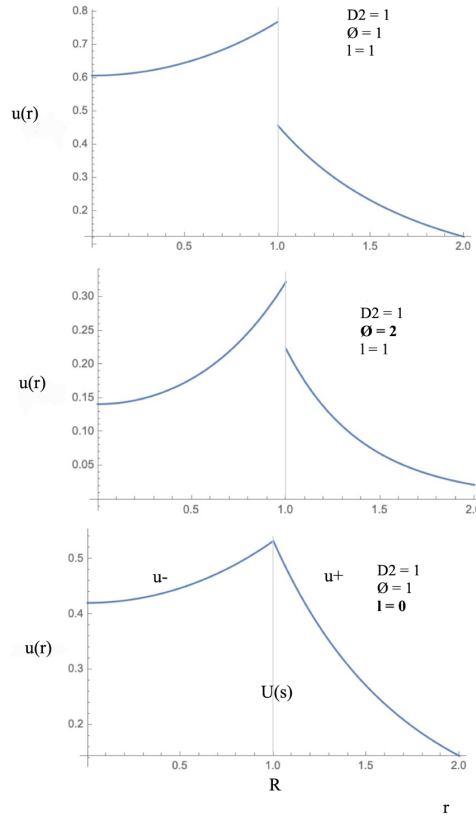 0.8
0.7
0.6
0.5
0.4
0.3
0.2
u(r)
D2 = 1
Ø = 1
l = 1
0.5 1.0 1.5 2.0
0.30
0.25
0.20
0.15
0.10
0.05
u(r)
D2 = 1
Ø = 2
l = 1
0.5 1.0 1.5 2.0
0.5
0.4
0.3
0.2
u(r)
u-
u+
D2 = 1
Ø = 1
l = 0
U(s)
0.5 1.0 1.5 2.0
R
r